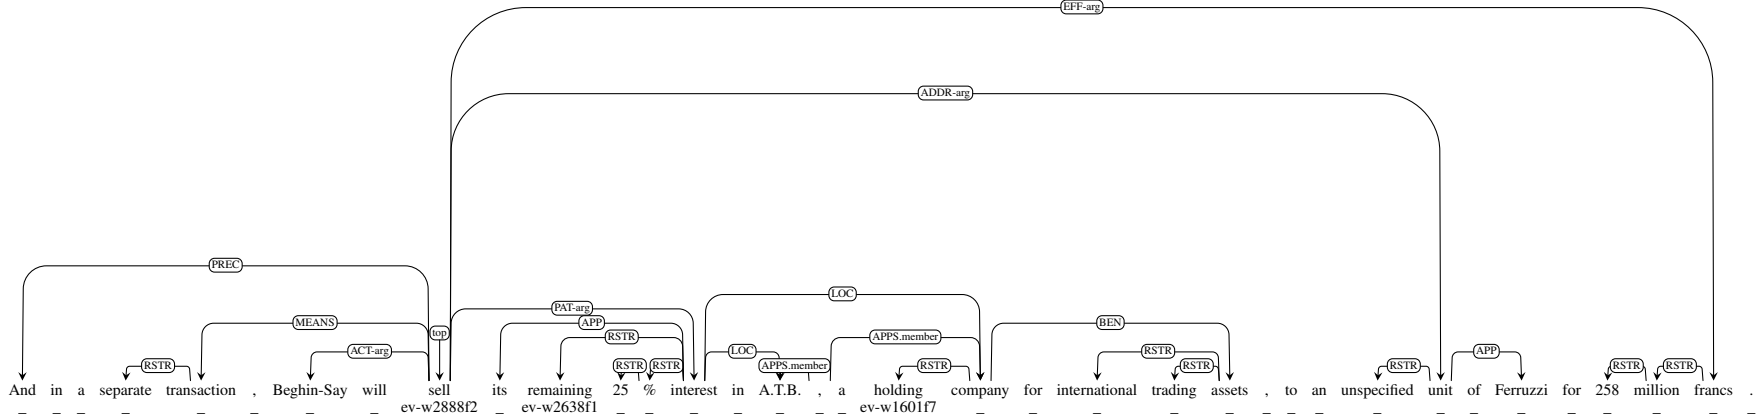 EFF-arg
ADDR-arg
PREC
LOC
PAT-arg
MEANS top APP BEN
RSTR APPS.member
ACT-arg LOC RSTR APP
RSTR RSTR RSTR APPS.member RSTR RSTR RSTR RSTR RSTR
And in a separate transaction , Beghin-Say will sell its remaining 25 % interest in A.T.B. , a holding company for international trading assets , to an unspecified unit of Ferruzzi for 258 million francs .
_ _ _ _ _ _ _ _ ev-w2888f2 _ ev-w2638f1 _ _ _ _ _ _ _ ev-w1601f7 _ _ _ _ _ _ _ _ _ _ _ _ _ _ _ _ _